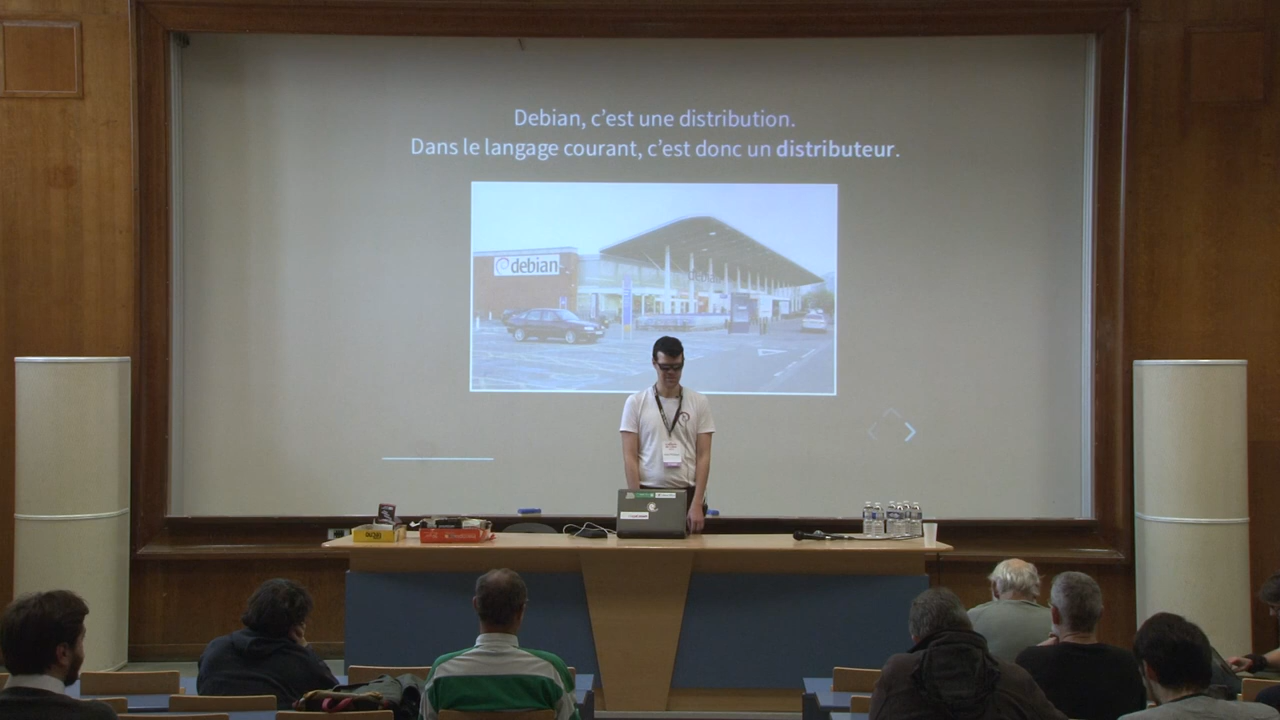 Debian, c'est une distribution.
Dans le langage courant, c'est donc un distributeur.
debian